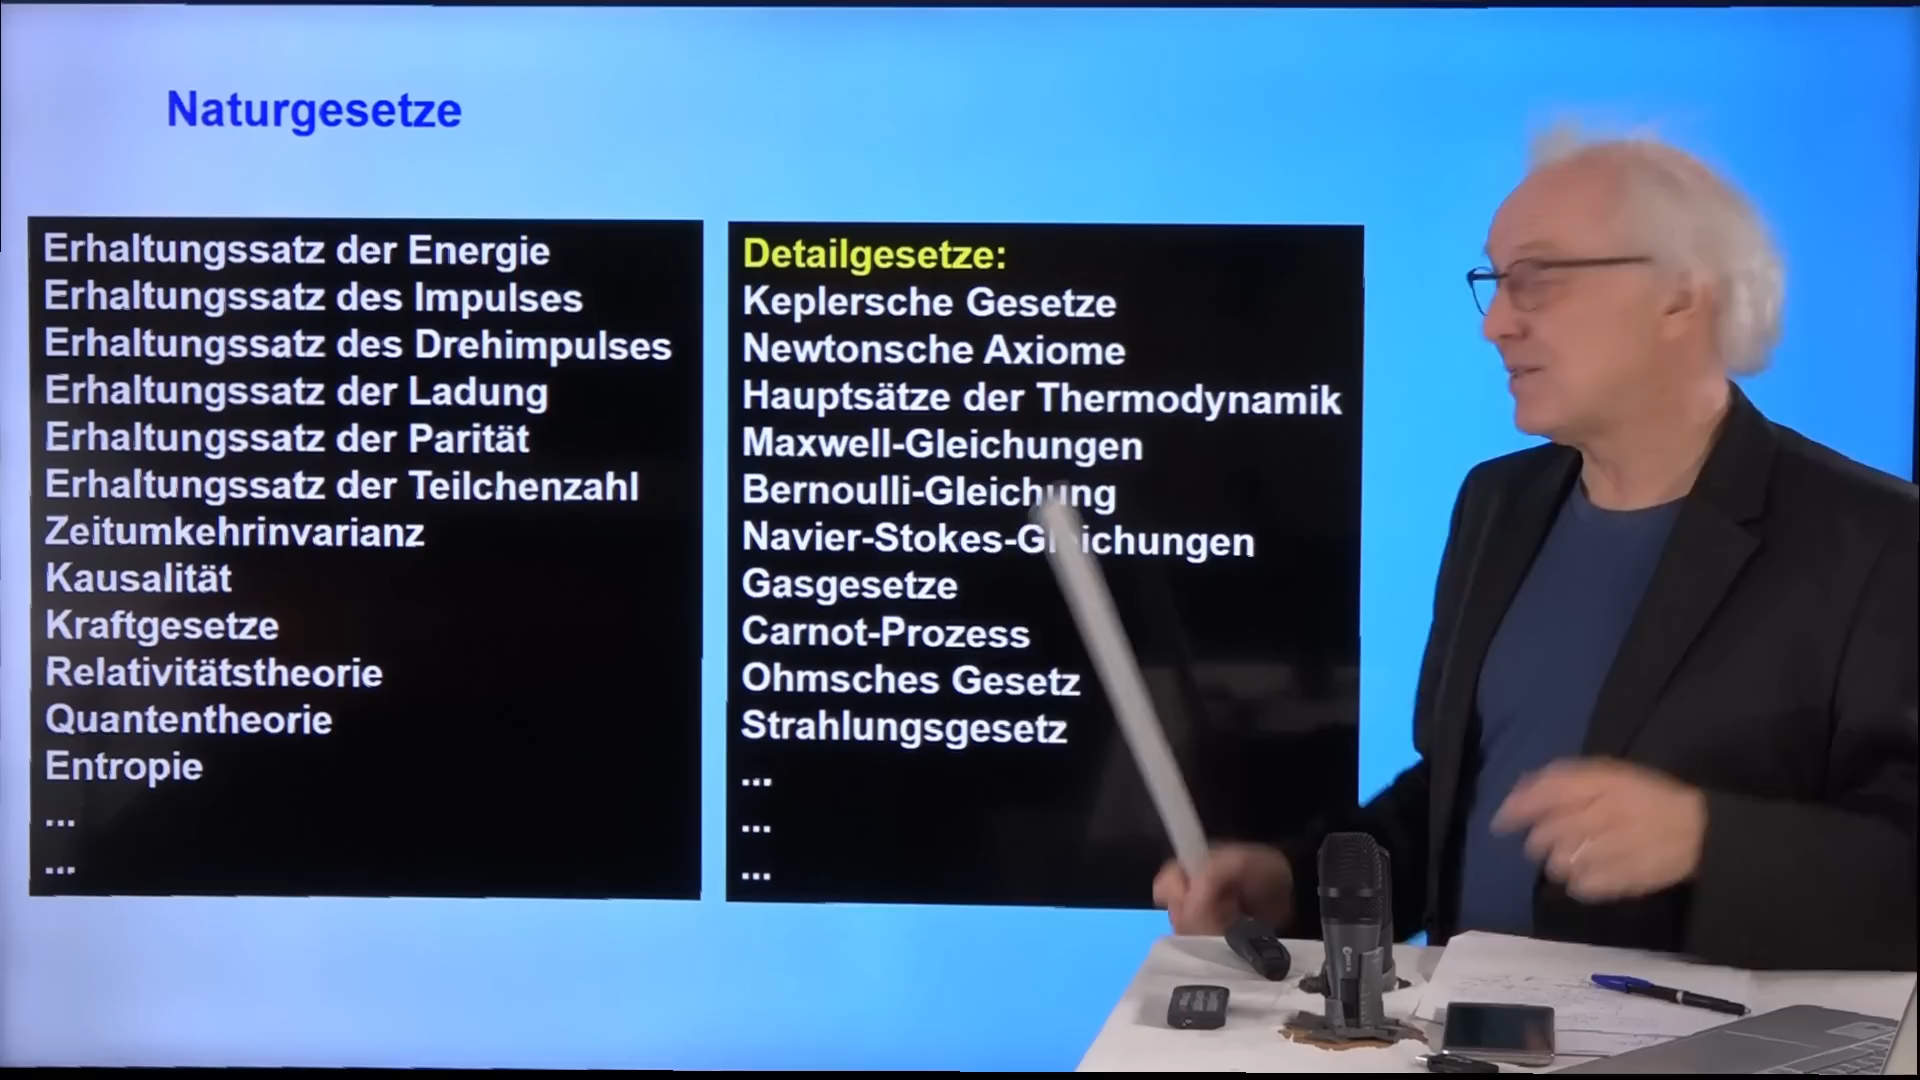 Naturgesetze
Erhaltungssatz der Energie
Erhaltungssatz des Impulses
Erhaltungssatz des Drehimpulses
Erhaltungssatz der Ladung
Erhaltungssatz der Parität
Erhaltungssatz der Teilchenzahl
Zeitumkehrinvarianz
Kausalität
Kraftgesetze
Relativitätstheorie
Quantentheorie
Entropie
...
...
Detailgesetze:
Keplersche Gesetze
Newtonsche Axiome
Hauptsätze der Thermodynamik
Maxwell-Gleichungen
Bernoulli-Gleichung
Navier-Stokes-Gleichungen
Gasgesetze
Carnot-Prozess
Ohmsches Gesetz
Strahlungsgesetz
...
...
...